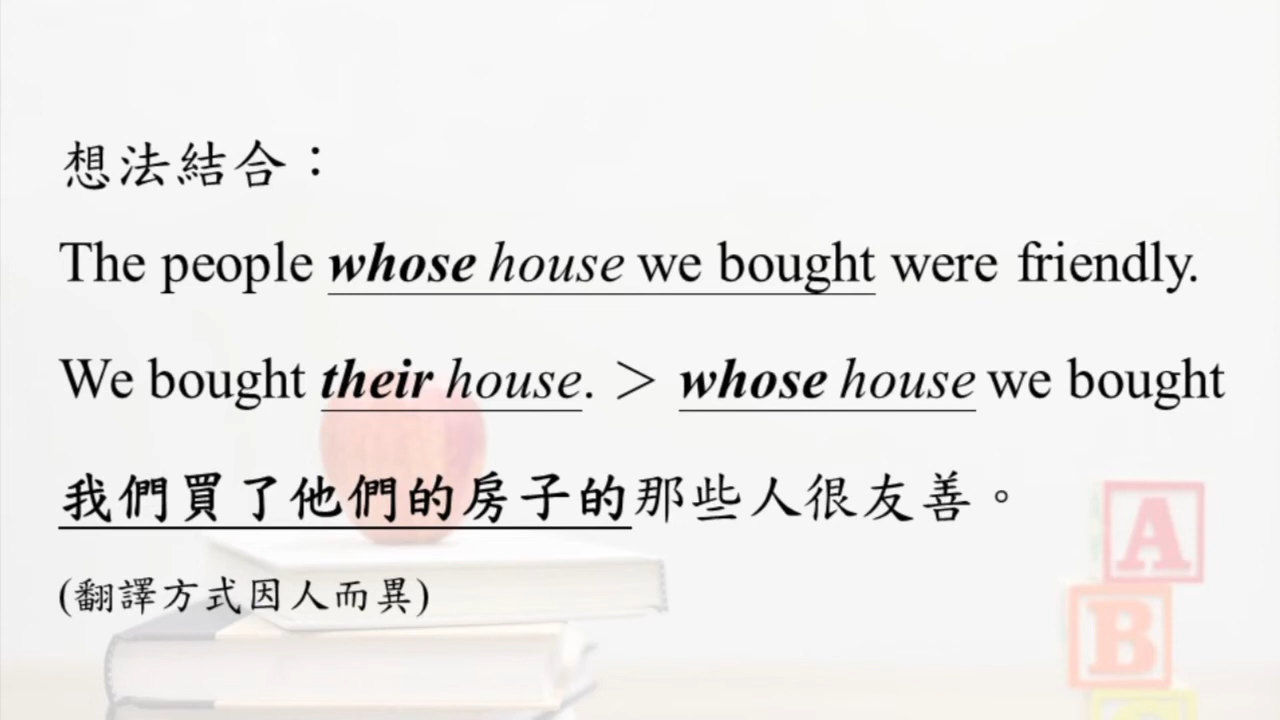 想法結合：
The people whose house we bought were friendly.
We bought their house. > whose house we bought
我們買了他們的房子的那些人很友善。
(翻譯方式因人而異)
A
B